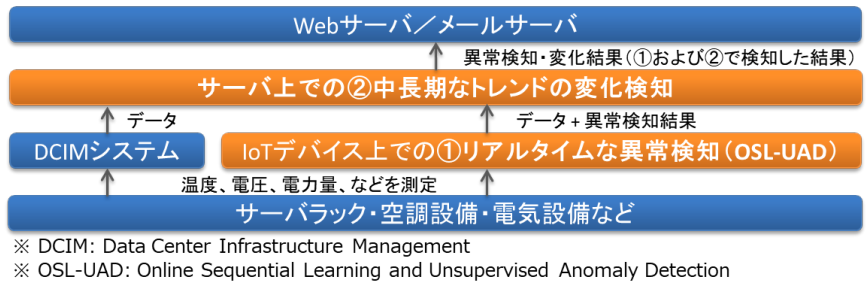 Webサーバ／メールサーバ
異常検知・変化結果（①および②で検知した結果）
サーバ上での②中長期なトレンドの変化検知
データ
データ + 異常検知結果
DCIMシステム
IoTデバイス上での①リアルタイムな異常検知（OSL-UAD）
温度、電圧、電力量、などを測定
サーバラック・空調設備・電気設備など
※ DCIM: Data Center Infrastructure Management
※ OSL-UAD: Online Sequential Learning and Unsupervised Anomaly Detection